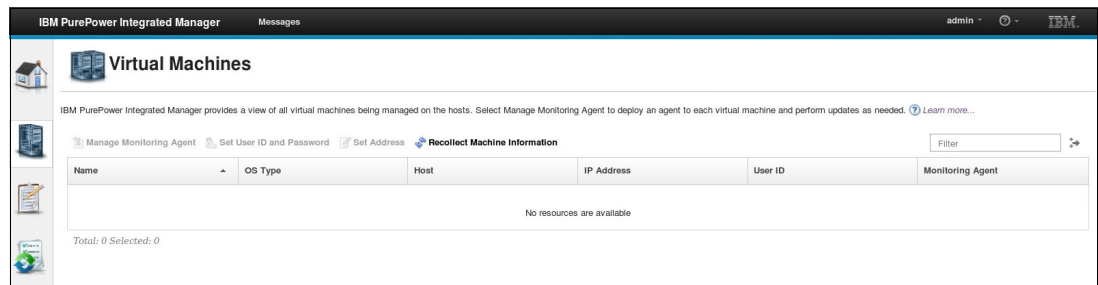 IBM PurePower Integrated Manager Messages admin IBM.
Virtual Machines
IBM PurePower Integrated Manager provides a view of all virtual machines being managed on the hosts. Select Manage Monitoring Agent to deploy an agent to each virtual machine and perform updates as needed. ? Learn more...
Manage Monitoring Agent Set User ID and Password Set Address Recollect Machine Information Filter
Name OS Type Host IP Address User ID Monitoring Agent
No resources are available
Total: 0 Selected: 0